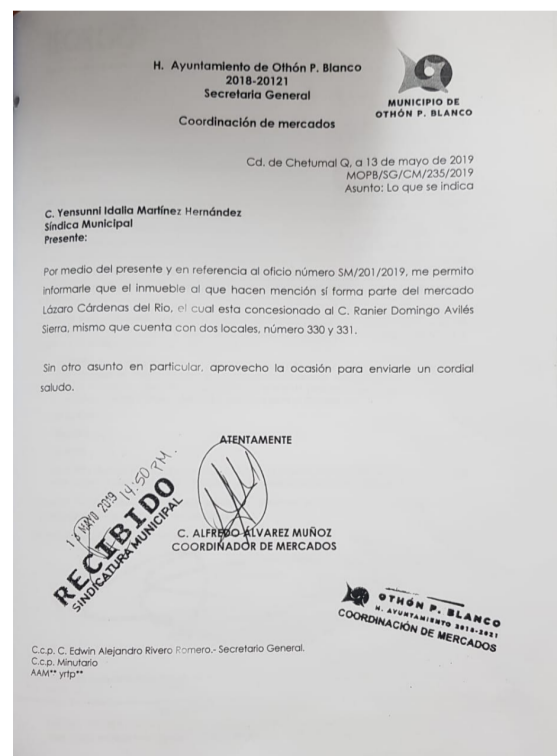 H. Ayuntamiento de Othón P. Blanco
2018-20121
Secretaria General
Coordinación de mercados
MUNICIPIO DE
OTHÓN P. BLANCO
Cd. de Chetumal Q, a 13 de mayo de 2019
MOPB/SG/CM/235/2019
Asunto: Lo que se indica
C. Yensunni Idalia Martínez Hernández
Síndica Municipal
Presente:
Por medio del presente y en referencia al oficio número SM/201/2019, me permito
informarle que el inmueble al que hacen mención sí forma parte del mercado
Lázaro Cárdenas del Rio, el cual esta concesionado al C. Ranier Domingo Avilés
Sierra, mismo que cuenta con dos locales, número 330 y 331.
Sin otro asunto en particular, aprovecho la ocasión para enviarle un cordial
saludo.
ATENTAMENTE
C. ALFREDO ÁLVAREZ MUÑOZ
COORDINADOR DE MERCADOS
MAYO 2019 14:50 PM.
RECIBIDO
SINDICATURA MUNICIPAL
OTHÓN P. BLANCO
H. AYUNTAMIENTO 2018-2021
COORDINACIÓN DE MERCADOS
C.c.p. C. Edwin Alejandro Rivero Romero.- Secretario General.
C.c.p. Minutario
AAM** yrtp**